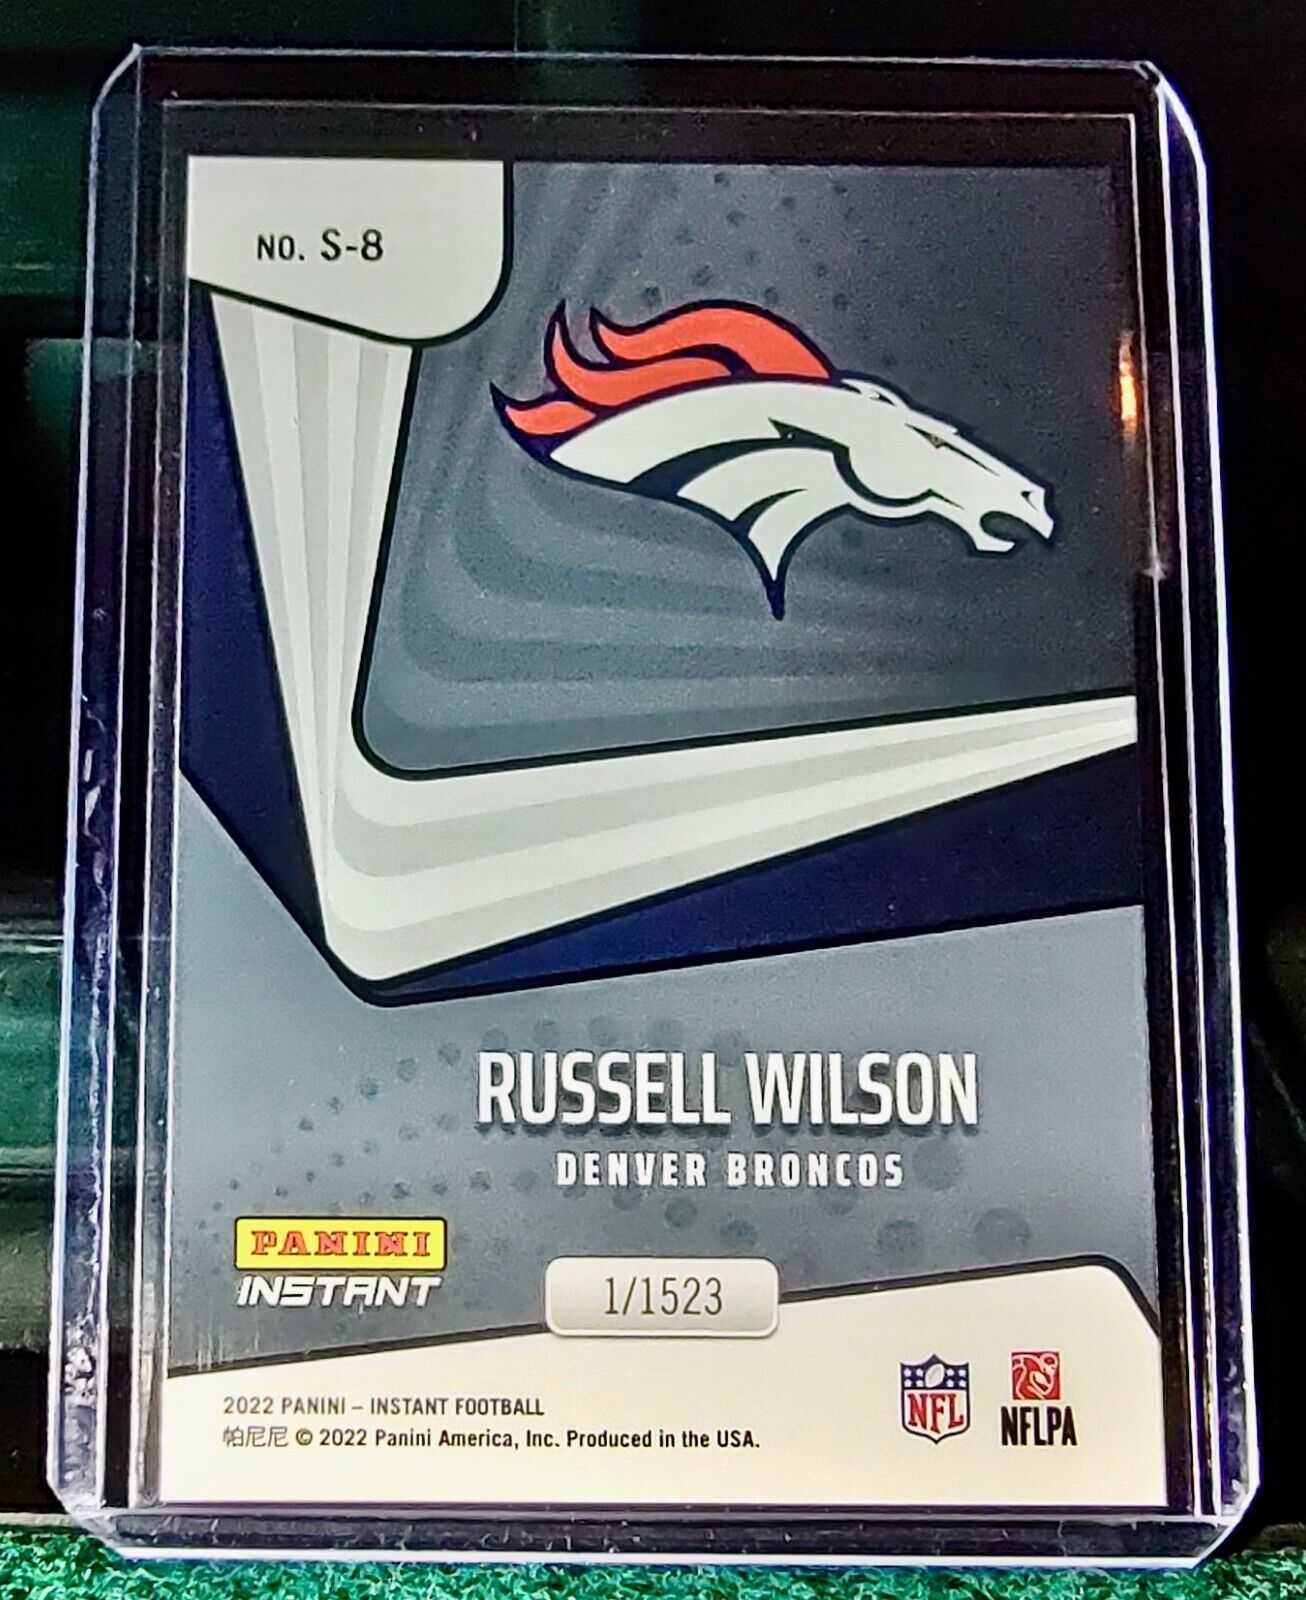 NO. S-8
RUSSELL WILSON
DENVER BRONCOS
PANINI
INSTANT
1/1523
2022 PANINI – INSTANT FOOTBALL
帕尼尼 © 2022 Panini America, Inc. Produced in the USA.
NFL
NFLPA